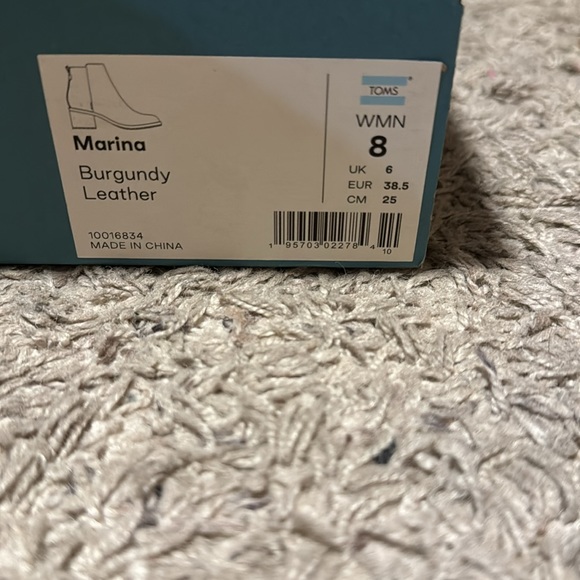 Marina
Burgundy
Leather
10016834
MADE IN CHINA
TOMS®
WMN
8
UK 6
EUR 38.5
CM 25
1 95703 02278 4
10